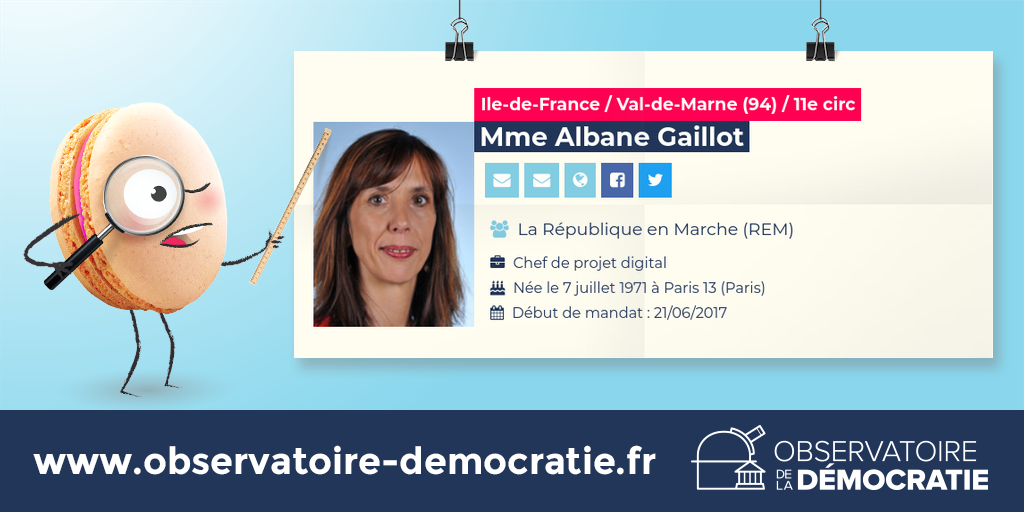 Ile-de-France / Val-de-Marne (94) / 11e circ
Mme Albane Gaillot
La République en Marche (REM)
Chef de projet digital
Née le 7 juillet 1971 à Paris 13 (Paris)
Début de mandat : 21/06/2017
www.observatoire-democratie.fr
OBSERVATOIRE
DE LA DÉMOCRATIE